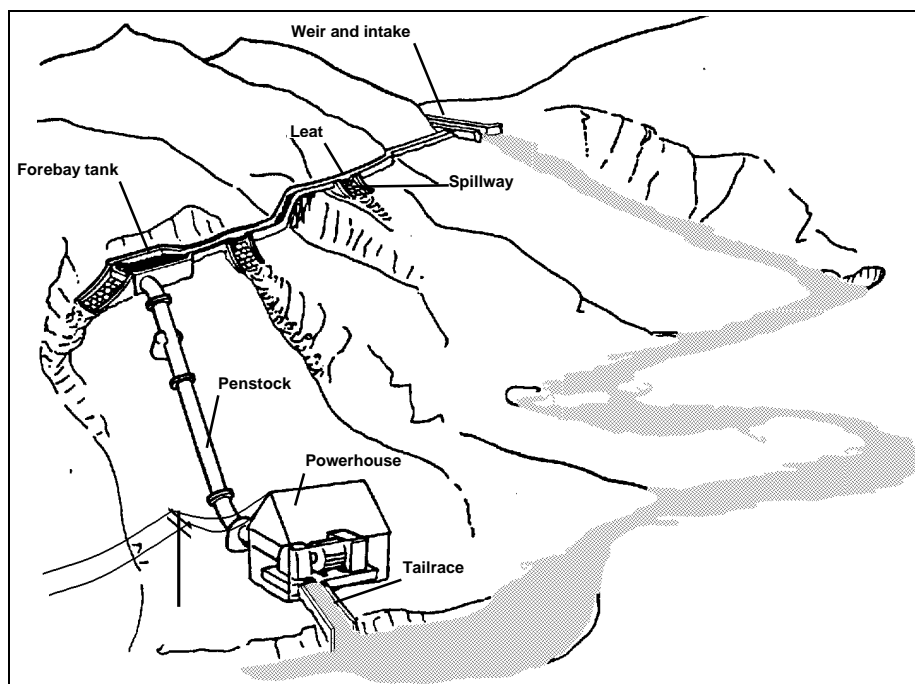 Weir and intake
Leat
Forebay tank
Spillway
Penstock
Powerhouse
Tailrace